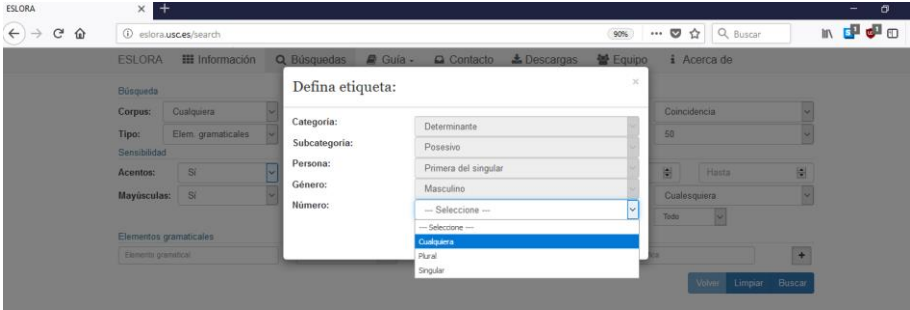 ESLORA
eslora.usc.es/search
90%
Buscar
ESLORA Información Búsquedas Guía Contacto Descargas Equipo Acerca de
Búsqueda
Corpus: Cualquiera Coincidencia
Tipo: Elem. gramaticales 50
Sensibilidad
Acentos: Sí Hasta
Mayúsculas: Sí Cualesquiera
Todo
Elementos gramaticales
Elemento gramatical
Volver Limpiar Buscar
Defina etiqueta:
Categoría: Determinante
Subcategoría: Posesivo
Persona: Primera del singular
Género: Masculino
Número: --- Seleccione ---
--- Seleccione ---
Cualquiera
Plural
Singular